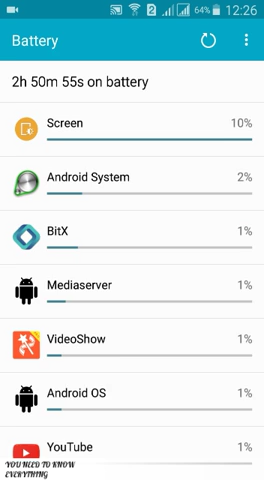 2 64% 12:26
Battery
2h 50m 55s on battery
Screen 10%
Android System 2%
BitX 1%
Mediaserver 1%
VideoShow 1%
Android OS 1%
YouTube 1%
YOU NEED TO KNOW
EVERYTHING